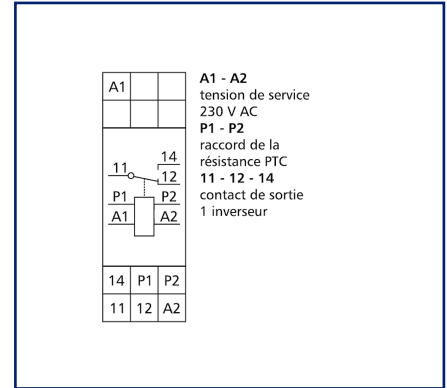 A1
14
11
12
P1 P2
A1 A2
14 P1 P2
11 12 A2
A1 - A2
tension de service
230 V AC
P1 - P2
raccord de la
résistance PTC
11 - 12 - 14
contact de sortie
1 inverseur